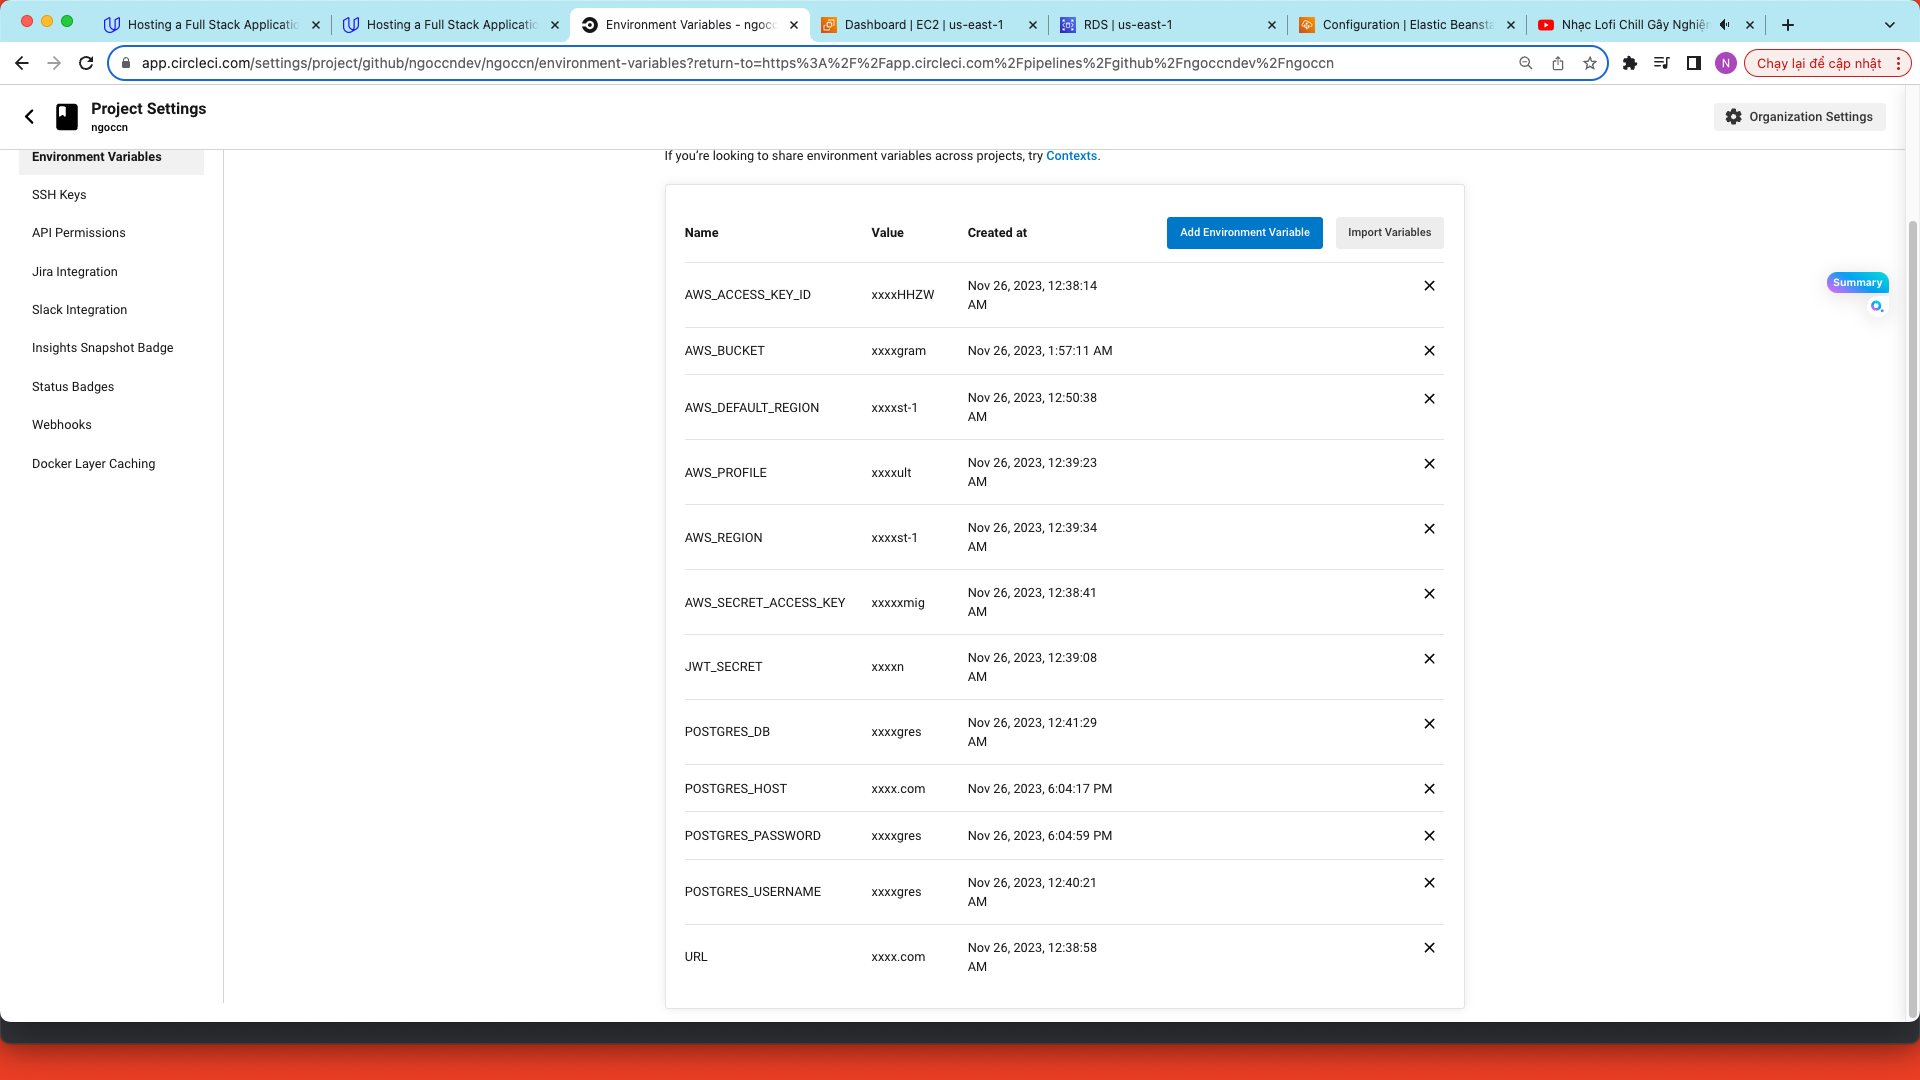 Hosting a Full Stack Applicatio
Hosting a Full Stack Applicatio
Environment Variables - ngocc
Dashboard | EC2 | us-east-1
RDS | us-east-1
Configuration | Elastic Beansta
Nhạc Lofi Chill Gây Nghiện
app.circleci.com/settings/project/github/ngoccndev/ngoccn/environment-variables?return-to=https%3A%2F%2Fapp.circleci.com%2Fpipelines%2Fgithub%2Fngoccndev%2Fngoccn
N
Chạy lại để cập nhật
Project Settings
ngoccn
Organization Settings
Environment Variables
SSH Keys
API Permissions
Jira Integration
Slack Integration
Insights Snapshot Badge
Status Badges
Webhooks
Docker Layer Caching
If you're looking to share environment variables across projects, try Contexts.
Name Value Created at Add Environment Variable Import Variables
AWS_ACCESS_KEY_ID xxxxHHZW Nov 26, 2023, 12:38:14
AM
AWS_BUCKET xxxxgram Nov 26, 2023, 1:57:11 AM
AWS_DEFAULT_REGION xxxxst-1 Nov 26, 2023, 12:50:38
AM
AWS_PROFILE xxxxult Nov 26, 2023, 12:39:23
AM
AWS_REGION xxxxst-1 Nov 26, 2023, 12:39:34
AM
AWS_SECRET_ACCESS_KEY xxxxxmig Nov 26, 2023, 12:38:41
AM
JWT_SECRET xxxxn Nov 26, 2023, 12:39:08
AM
POSTGRES_DB xxxxgres Nov 26, 2023, 12:41:29
AM
POSTGRES_HOST xxxx.com Nov 26, 2023, 6:04:17 PM
POSTGRES_PASSWORD xxxxgres Nov 26, 2023, 6:04:59 PM
POSTGRES_USERNAME xxxxgres Nov 26, 2023, 12:40:21
AM
URL xxxx.com Nov 26, 2023, 12:38:58
AM
Summary